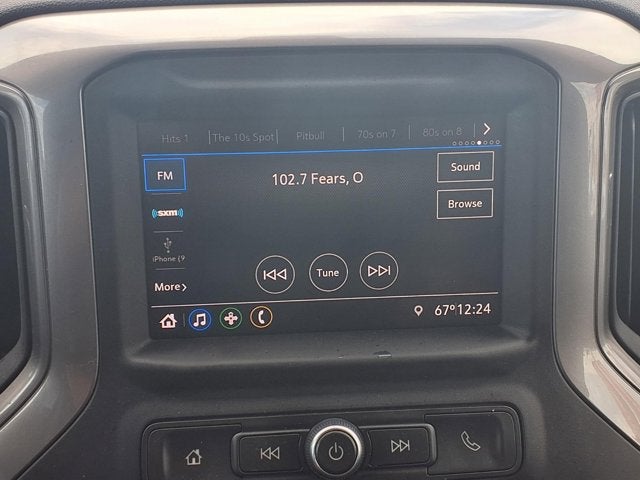 Hits 1 The 10s Spot Pitbull 70s on 7 80s on 8
FM
102.7 Fears, O
Sound
Browse
sxm
iPhone (9
Tune
More
67° 12:24